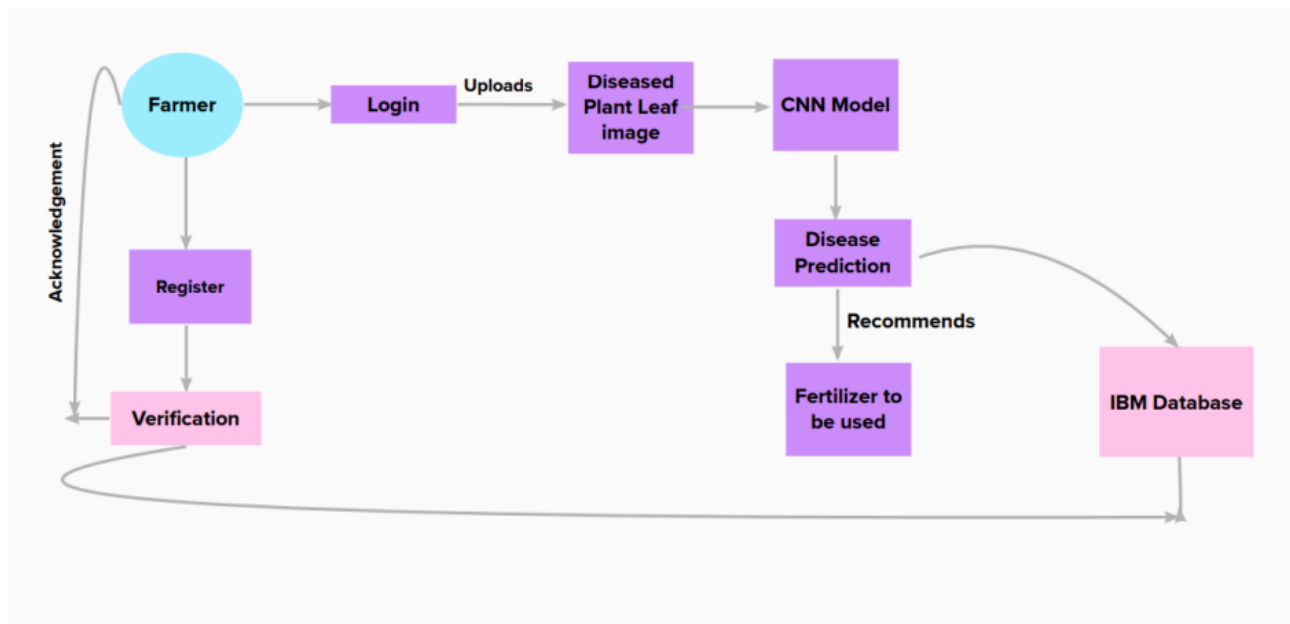 Farmer
Login
Uploads
Diseased
Plant Leaf
image
CNN Model
Acknowledgement
Register
Disease
Prediction
Recommends
Verification
Fertilizer to
be used
IBM Database